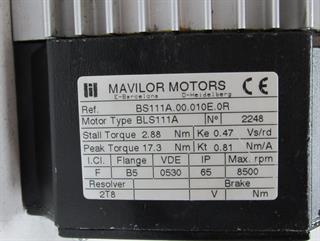 MAVILOR MOTORS CE
E-Barcelona D-Heidelberg
Ref. BS111A.00.010E.0R
Motor Type BLS111A Nº 2248
Stall Torque 2.88 Nm Ke 0.47 Vs/rd
Peak Torque 17.3 Nm Kt 0.81 Nm/A
I.Cl. Flange VDE IP Max. rpm
F B5 0530 65 8500
Resolver Brake
2T8 V Nm